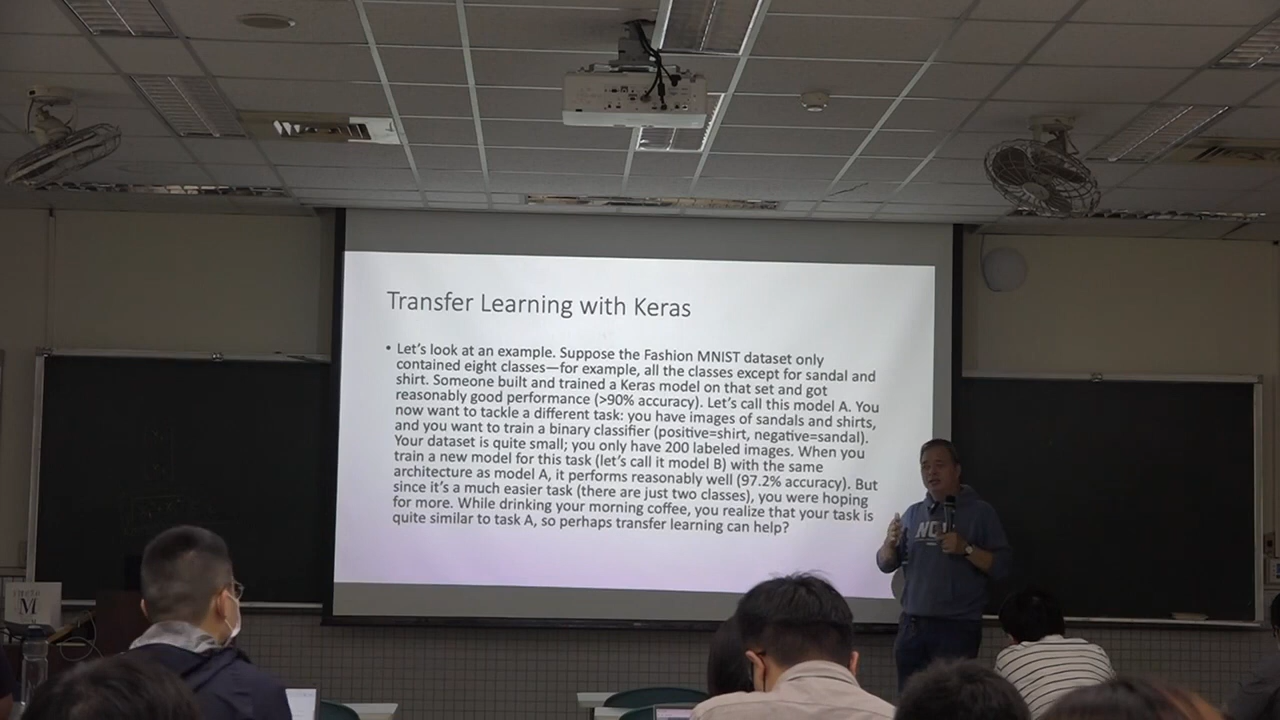 Transfer Learning with Keras
• Let's look at an example. Suppose the Fashion MNIST dataset only
contained eight classes—for example, all the classes except for sandal and
shirt. Someone built and trained a Keras model on that set and got
reasonably good performance (>90% accuracy). Let's call this model A. You
now want to tackle a different task: you have images of sandals and shirts,
and you want to train a binary classifier (positive=shirt, negative=sandal).
Your dataset is quite small; you only have 200 labeled images. When you
train a new model for this task (let's call it model B) with the same
architecture as model A, it performs reasonably well (97.2% accuracy). But
since it's a much easier task (there are just two classes), you were hoping
for more. While drinking your morning coffee, you realize that your task is
quite similar to task A, so perhaps transfer learning can help?
M